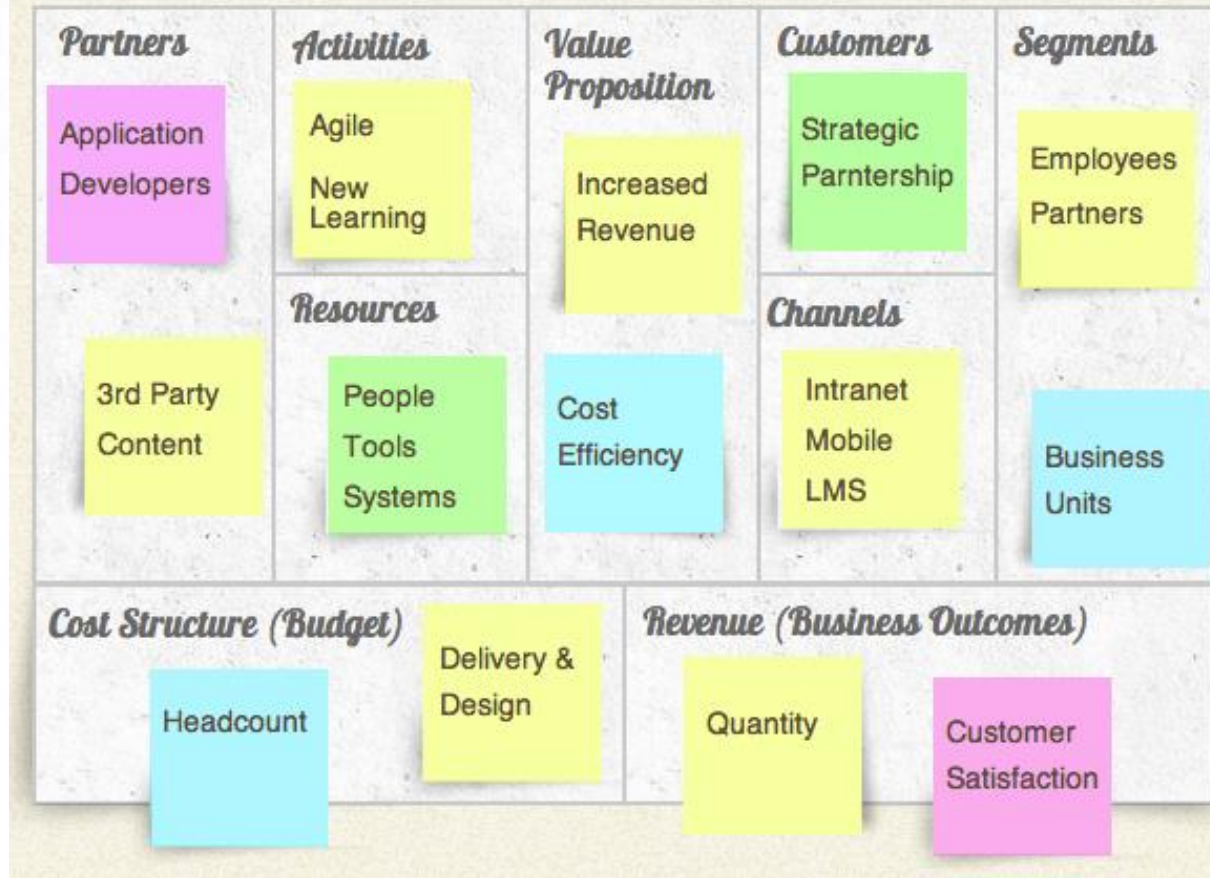 Partners
Application
Developers
3rd Party
Content
Activities
Agile
New
Learning
Resources
People
Tools
Systems
Value
Proposition
Increased
Revenue
Cost
Efficiency
Customers
Strategic
Parntership
Channels
Intranet
Mobile
LMS
Segments
Employees
Partners
Business
Units
Cost Structure (Budget)
Headcount
Delivery &
Design
Revenue (Business Outcomes)
Quantity
Customer
Satisfaction